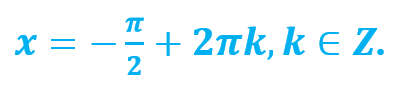 x = −π/2 + 2πk, k ∈ Z.